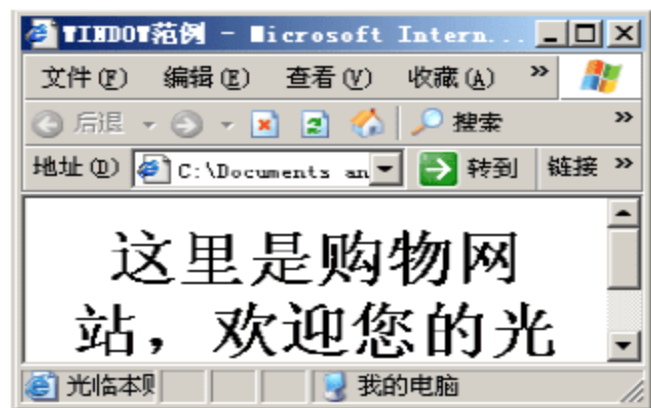 WINDOW范例 - Microsoft Intern...
文件(F) 编辑(E) 查看(V) 收藏(A) »
后退 搜索 »
地址(D) C:\Documents an 转到 链接 »
这里是购物网
站，欢迎您的光
光临本购 我的电脑